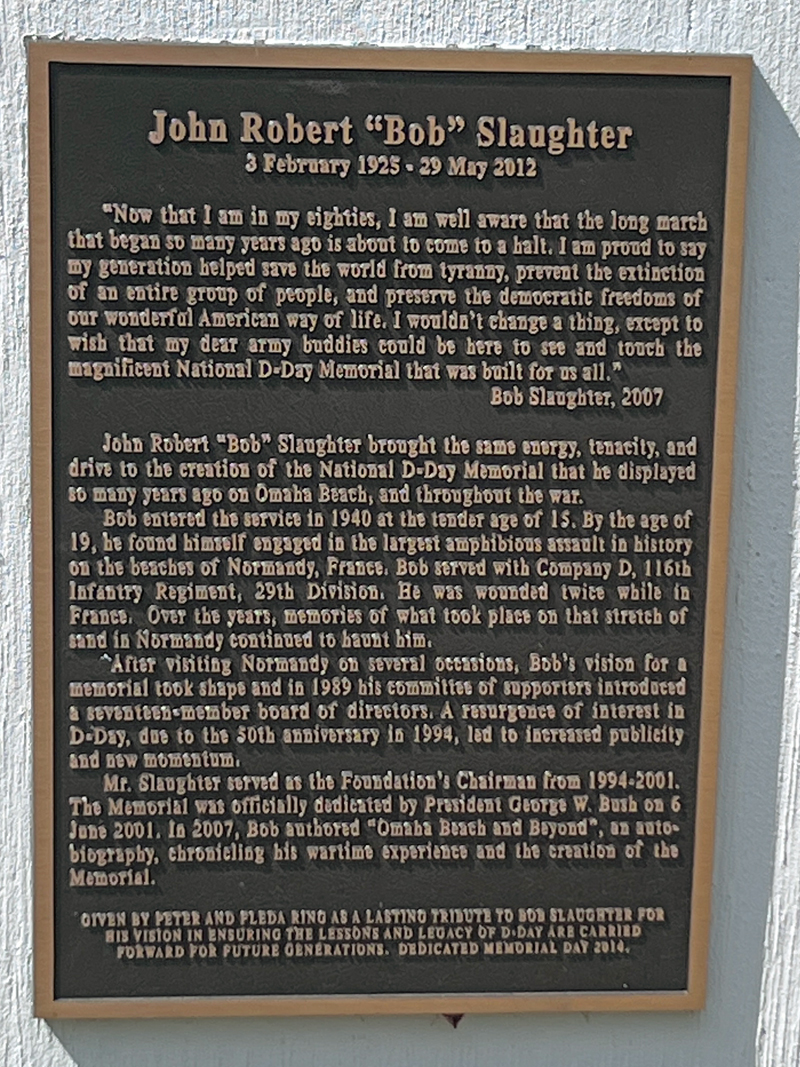 John Robert “Bob” Slaughter
3 February 1925 - 29 May 2012
“Now that I am in my eighties, I am well aware that the long march
that began so many years ago is about to come to a halt. I am proud to say
my generation helped save the world from tyranny, prevent the extinction
of an entire group of people, and preserve the democratic freedoms of
our wonderful American way of life. I wouldn’t change a thing, except to
wish that my dear army buddies could be here to see and touch the
magnificent National D-Day Memorial that was built for us all.”
Bob Slaughter, 2007
John Robert “Bob” Slaughter brought the same energy, tenacity, and
drive to the creation of the National D-Day Memorial that he displayed
so many years ago on Omaha Beach, and throughout the war.
Bob entered the service in 1940 at the tender age of 15. By the age of
19, he found himself engaged in the largest amphibious assault in history
on the beaches of Normandy, France. Bob served with Company D, 116th
Infantry Regiment, 29th Division. He was wounded twice while in
France. Over the years, memories of what took place on that stretch of
sand in Normandy continued to haunt him.
After visiting Normandy on several occasions, Bob’s vision for a
memorial took shape and in 1989 his committee of supporters introduced
a seventeen-member board of directors. A resurgence of interest in
D-Day, due to the 50th anniversary in 1994, led to increased publicity
and new momentum.
Mr. Slaughter served as the Foundation’s Chairman from 1994-2001.
The Memorial was officially dedicated by President George W. Bush on 6
June 2001. In 2007, Bob authored “Omaha Beach and Beyond”, an auto-
biography, chronicling his wartime experience and the creation of the
Memorial.
GIVEN BY PETER AND FLEDA RING AS A LASTING TRIBUTE TO BOB SLAUGHTER FOR
HIS VISION IN ENSURING THE LESSONS AND LEGACY OF D-DAY ARE CARRIED
FORWARD FOR FUTURE GENERATIONS. DEDICATED MEMORIAL DAY 2014.